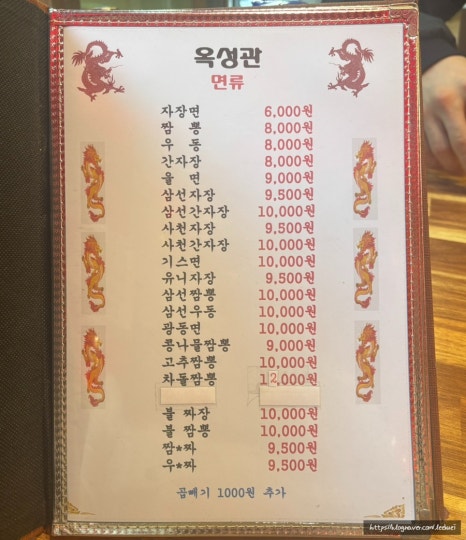 옥성관
면류
자장면 6,000원
짬 뽕 8,000원
우 동 8,000원
간자장 8,000원
울 면 9,000원
삼선자장 9,500원
삼선간자장 10,000원
사천자장 9,500원
사천간자장 10,000원
기스면 10,000원
유니자장 9,500원
삼선짬뽕 10,000원
삼선우동 10,000원
광동면 10,000원
콩나물짬뽕 9,000원
고추짬뽕 10,000원
차돌짬뽕 12,000원
불 짜장 10,000원
불 짬뽕 10,000원
짬*짜 9,500원
우*짜 9,500원
곱빼기 1000원 추가